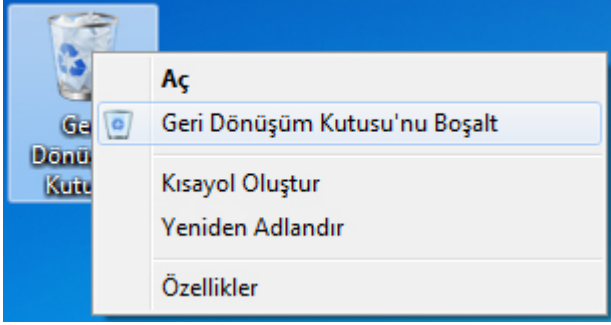 Aç
Geri Dönüşüm Kutusu'nu Boşalt
Kısayol Oluştur
Yeniden Adlandır
Özellikler